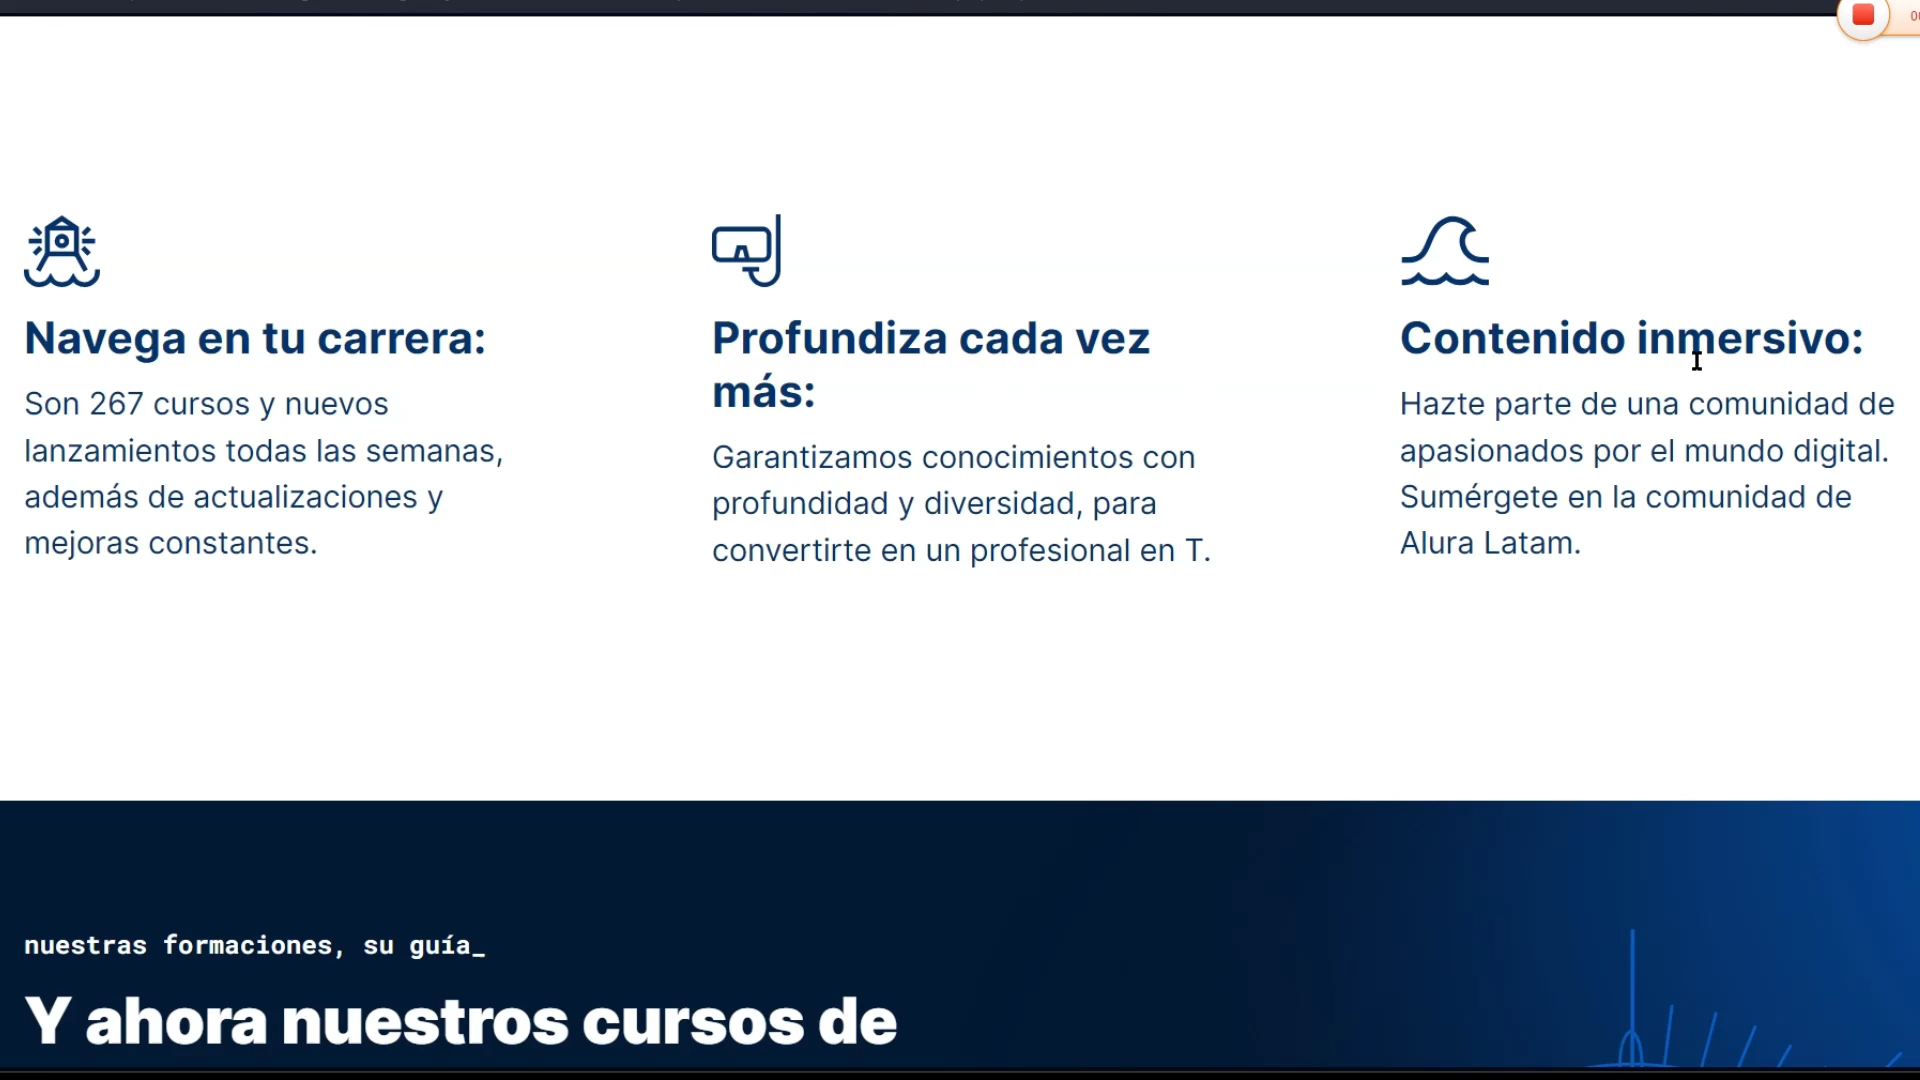 Navega en tu carrera:
Son 267 cursos y nuevos
lanzamientos todas las semanas,
además de actualizaciones y
mejoras constantes.
Profundiza cada vez
más:
Garantizamos conocimientos con
profundidad y diversidad, para
convertirte en un profesional en T.
Contenido inmersivo:
Hazte parte de una comunidad de
apasionados por el mundo digital.
Sumérgete en la comunidad de
Alura Latam.
nuestras formaciones, su guía_
Y ahora nuestros cursos de